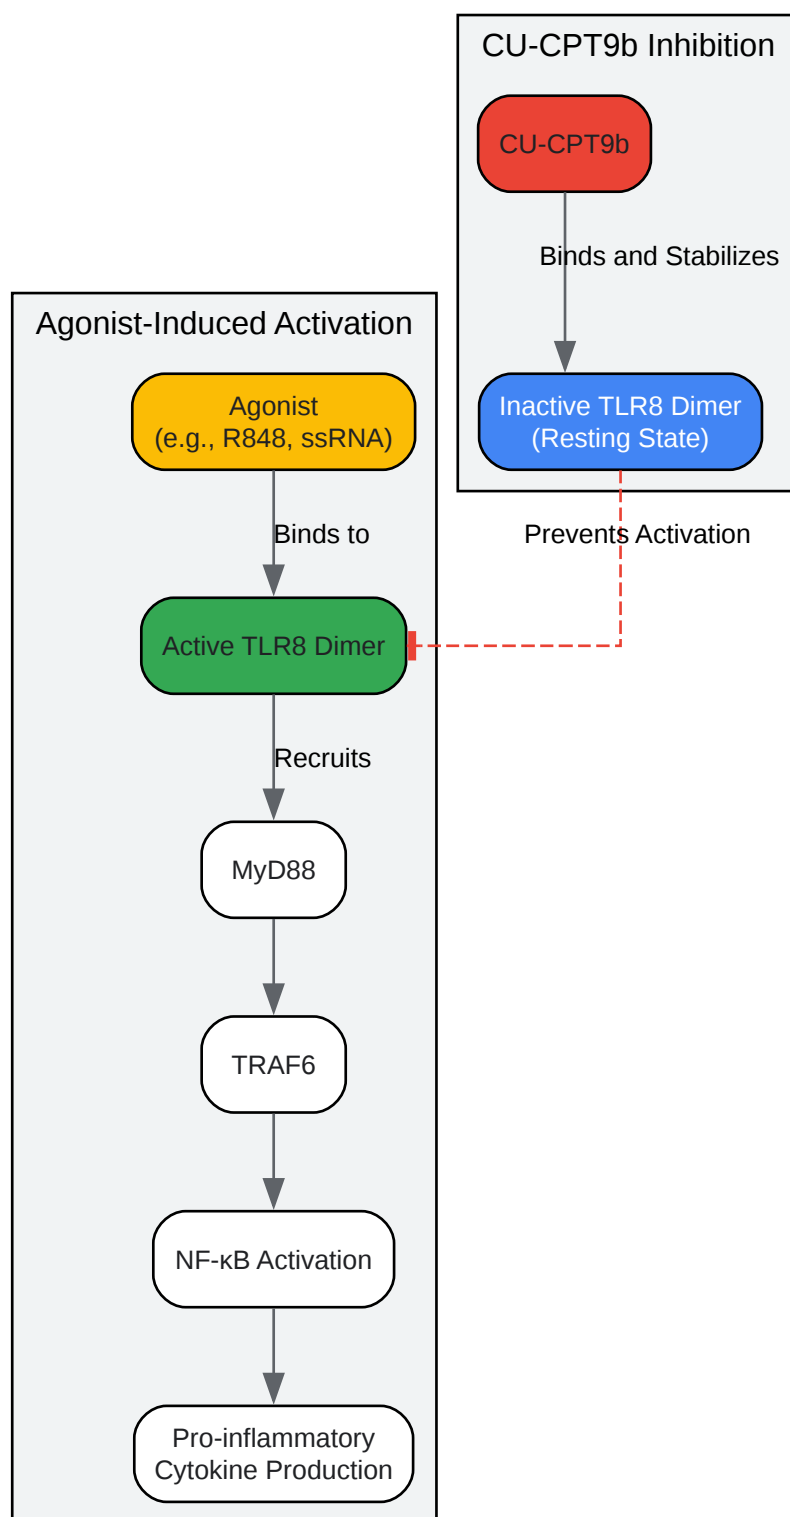 CU-CPT9b Inhibition
CU-CPT9b
Binds and Stabilizes
Inactive TLR8 Dimer
(Resting State)
Prevents Activation
Agonist-Induced Activation
Agonist
(e.g., R848, ssRNA)
Binds to
Active TLR8 Dimer
Recruits
MyD88
TRAF6
NF-κB Activation
Pro-inflammatory
Cytokine Production